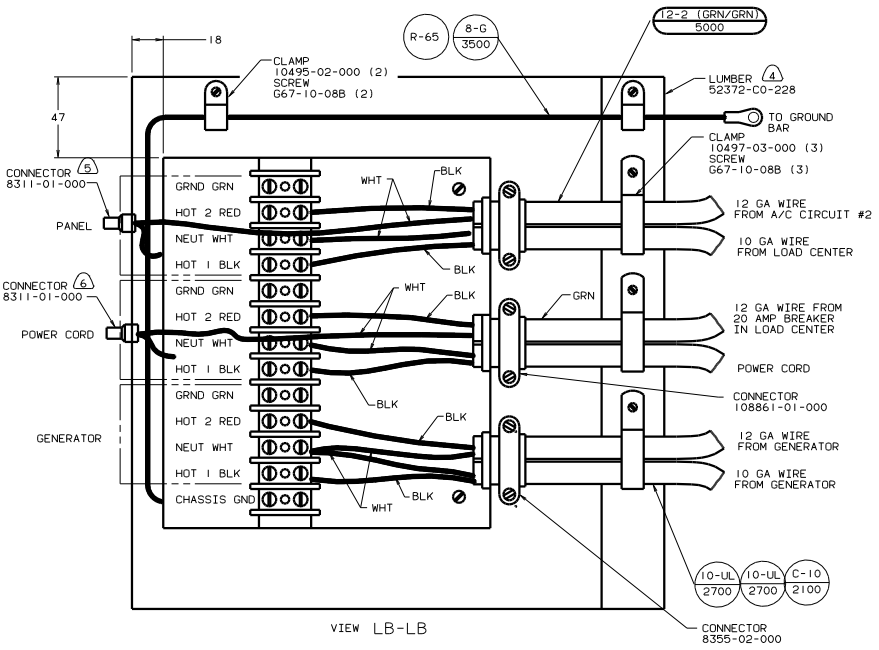 12-2 (GRN/GRN)
5000
R-65
8-G
3500
18
CLAMP
10495-02-000 (2)
SCREW
G67-10-08B (2)
LUMBER 4
52372-C0-228
47
TO GROUND
BAR
CLAMP
10497-03-000 (3)
SCREW
G67-10-08B (3)
CONNECTOR 5
8311-01-000
PANEL
GRND GRN
HOT 2 RED
NEUT WHT
HOT 1 BLK
WHT
BLK
BLK
12 GA WIRE
FROM A/C CIRCUIT #2
10 GA WIRE
FROM LOAD CENTER
CONNECTOR 6
8311-01-000
POWER CORD
GRND GRN
HOT 2 RED
NEUT WHT
HOT 1 BLK
WHT
BLK
BLK
GRN
12 GA WIRE FROM
20 AMP BREAKER
IN LOAD CENTER
POWER CORD
CONNECTOR
108861-01-000
GENERATOR
GRND GRN
HOT 2 RED
NEUT WHT
HOT 1 BLK
CHASSIS GND
BLK
BLK
WHT
12 GA WIRE
FROM GENERATOR
10 GA WIRE
FROM GENERATOR
10-UL
2700
10-UL
2700
C-10
2100
CONNECTOR
8355-02-000
VIEW LB-LB